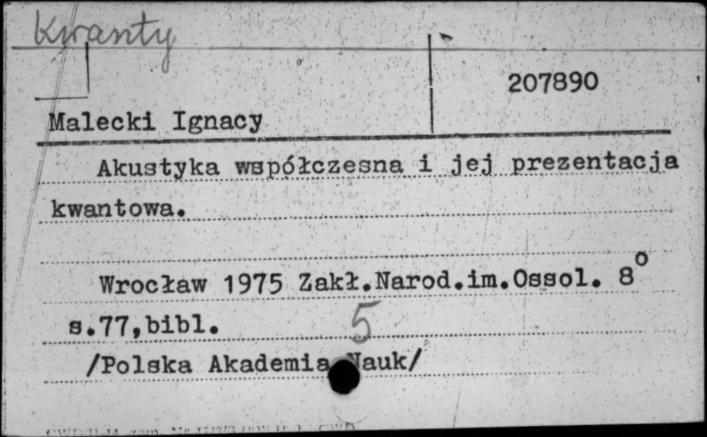 Kwanty
207890
Malecki Ignacy
Akustyka współczesna i jej prezentacja
kwantowa.
Wrocław 1975 Zakł.Narod.im.Ossol. 8°
s.77,bibl.
5
/Polska Akademia Nauk/